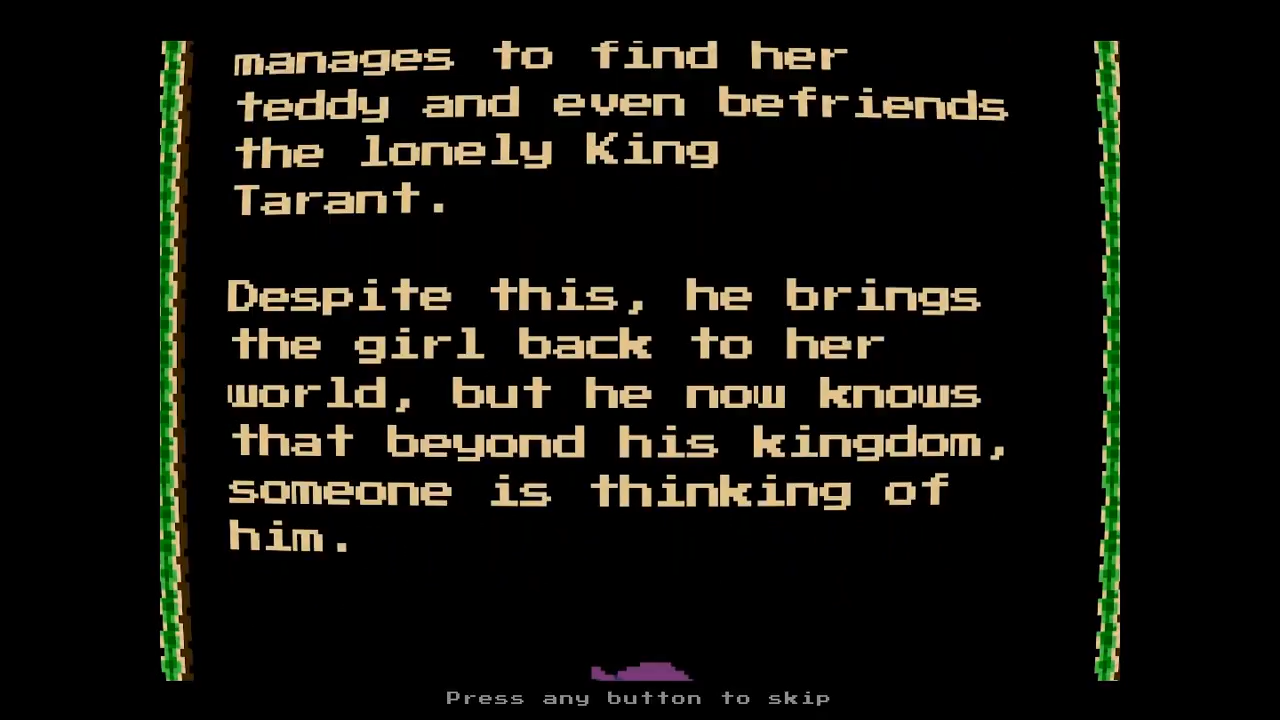 manages to find her
teddy and even befriends
the lonely King
Tarant.
Despite this, he brings
the girl back to her
world, but he now knows
that beyond his kingdom,
someone is thinking of
him.
Press any button to skip